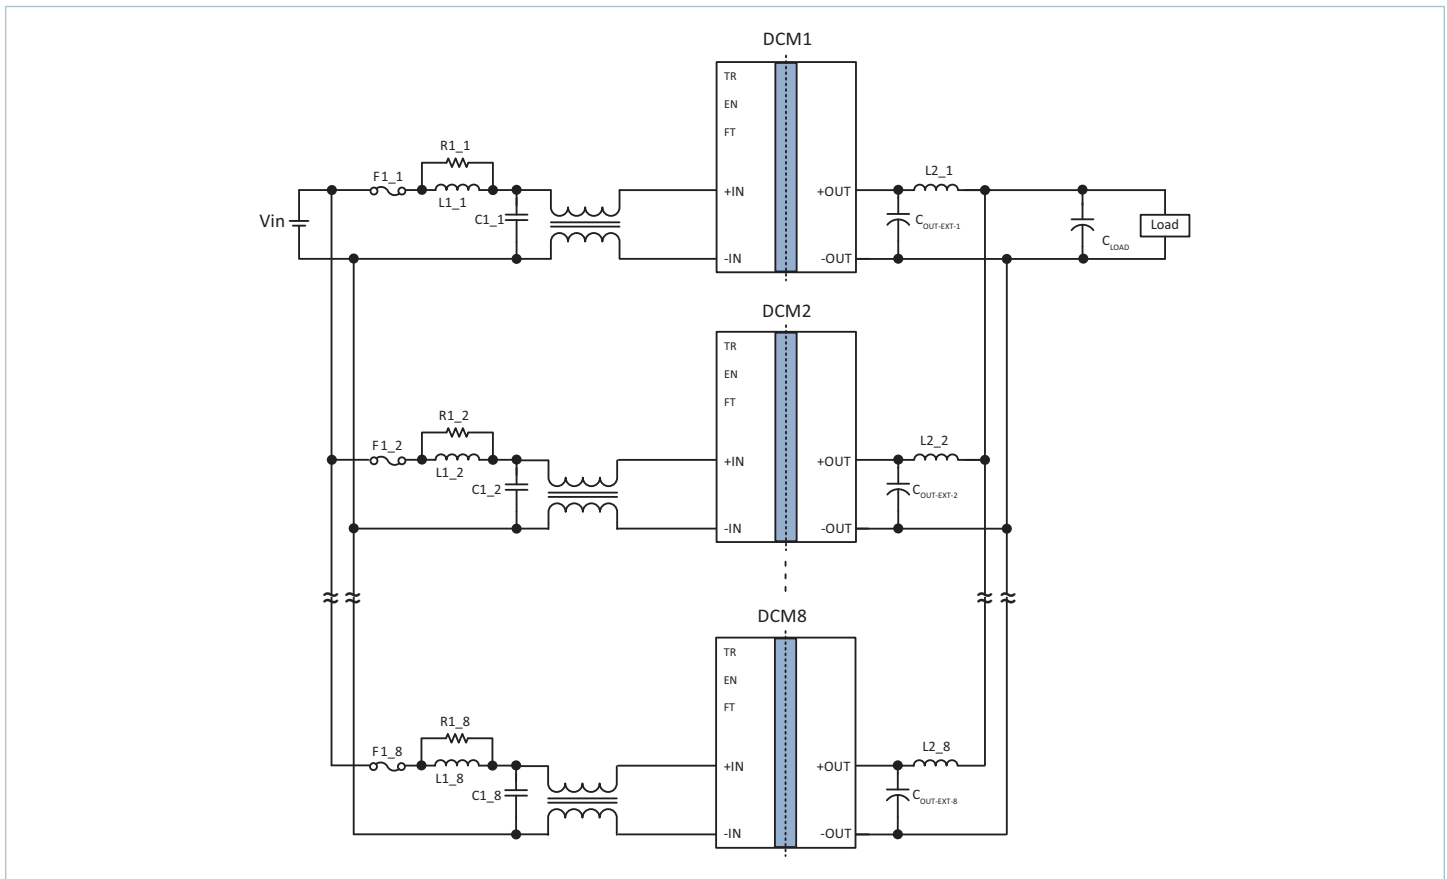 DCM1
TR
EN
FT
R1_1
F1_1
L1_1
C1_1
Vin
+IN
-IN
+OUT
-OUT
L2_1
COUT-EXT-1
CLOAD
Load
DCM2
TR
EN
FT
R1_2
F1_2
L1_2
C1_2
+IN
-IN
+OUT
-OUT
L2_2
COUT-EXT-2
DCM8
TR
EN
FT
R1_8
F1_8
L1_8
C1_8
+IN
-IN
+OUT
-OUT
L2_8
COUT-EXT-8